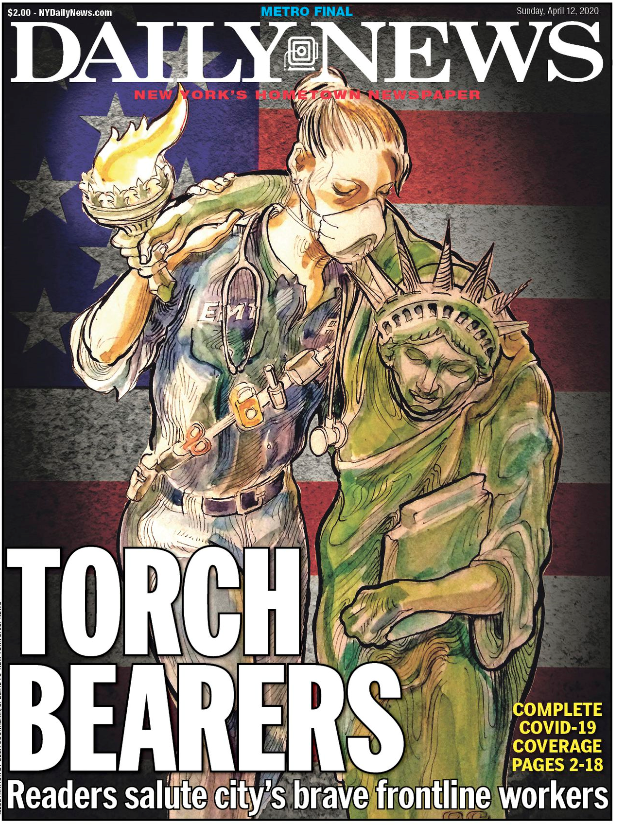 $2.00 - NYDailyNews.com
METRO FINAL
Sunday, April 12, 2020
DAILY NEWS
NEW YORK'S HOMETOWN NEWSPAPER
EMT
TORCH
BEARERS
COMPLETE
COVID-19
COVERAGE
PAGES 2-18
Readers salute city's brave frontline workers